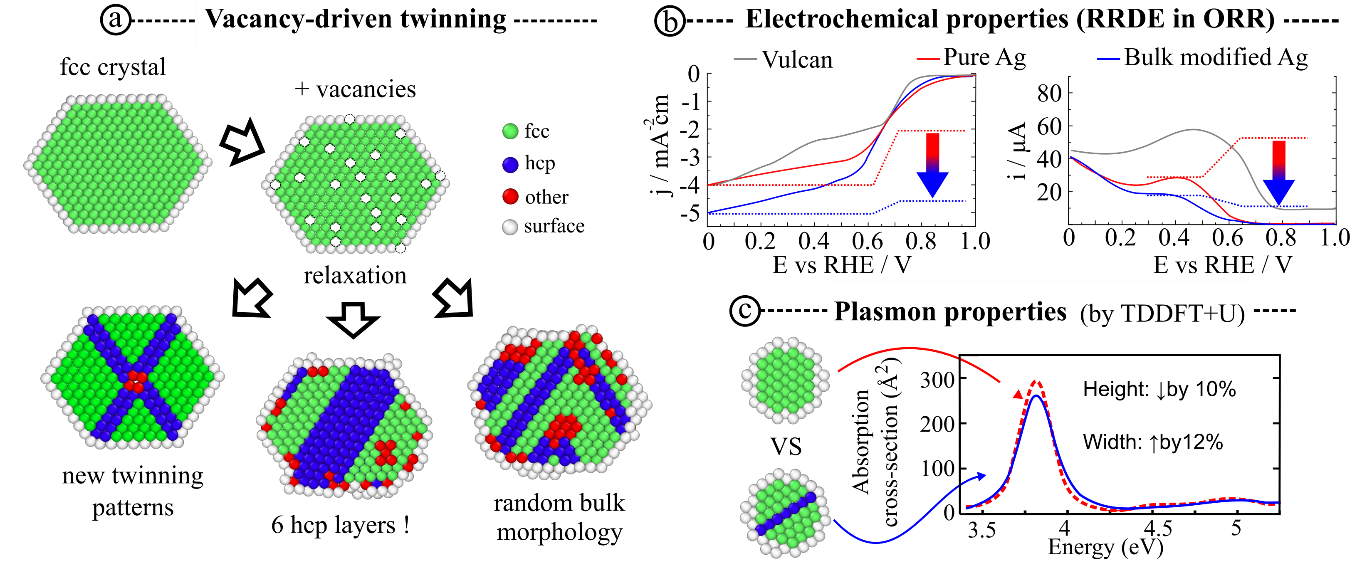 a Vacancy-driven twinning
fcc crystal
+ vacancies
fcc
hcp
other
surface
relaxation
new twinning
patterns
6 hcp layers !
random bulk
morphology
b Electrochemical properties (RRDE in ORR)
Vulcan
Pure Ag
Bulk modified Ag
j / mA⁻²cm
0
-1
-2
-3
-4
-5
0 0.2 0.4 0.6 0.8 1.0
E vs RHE / V
i / μA
80
60
40
20
0 0.2 0.4 0.6 0.8 1.0
E vs RHE / V
c Plasmon properties (by TDDFT+U)
VS
Absorption
cross-section (Å²)
300
200
100
0
Height: ↓by 10%
Width: ↑by12%
3.5 4 4.5 5
Energy (eV)